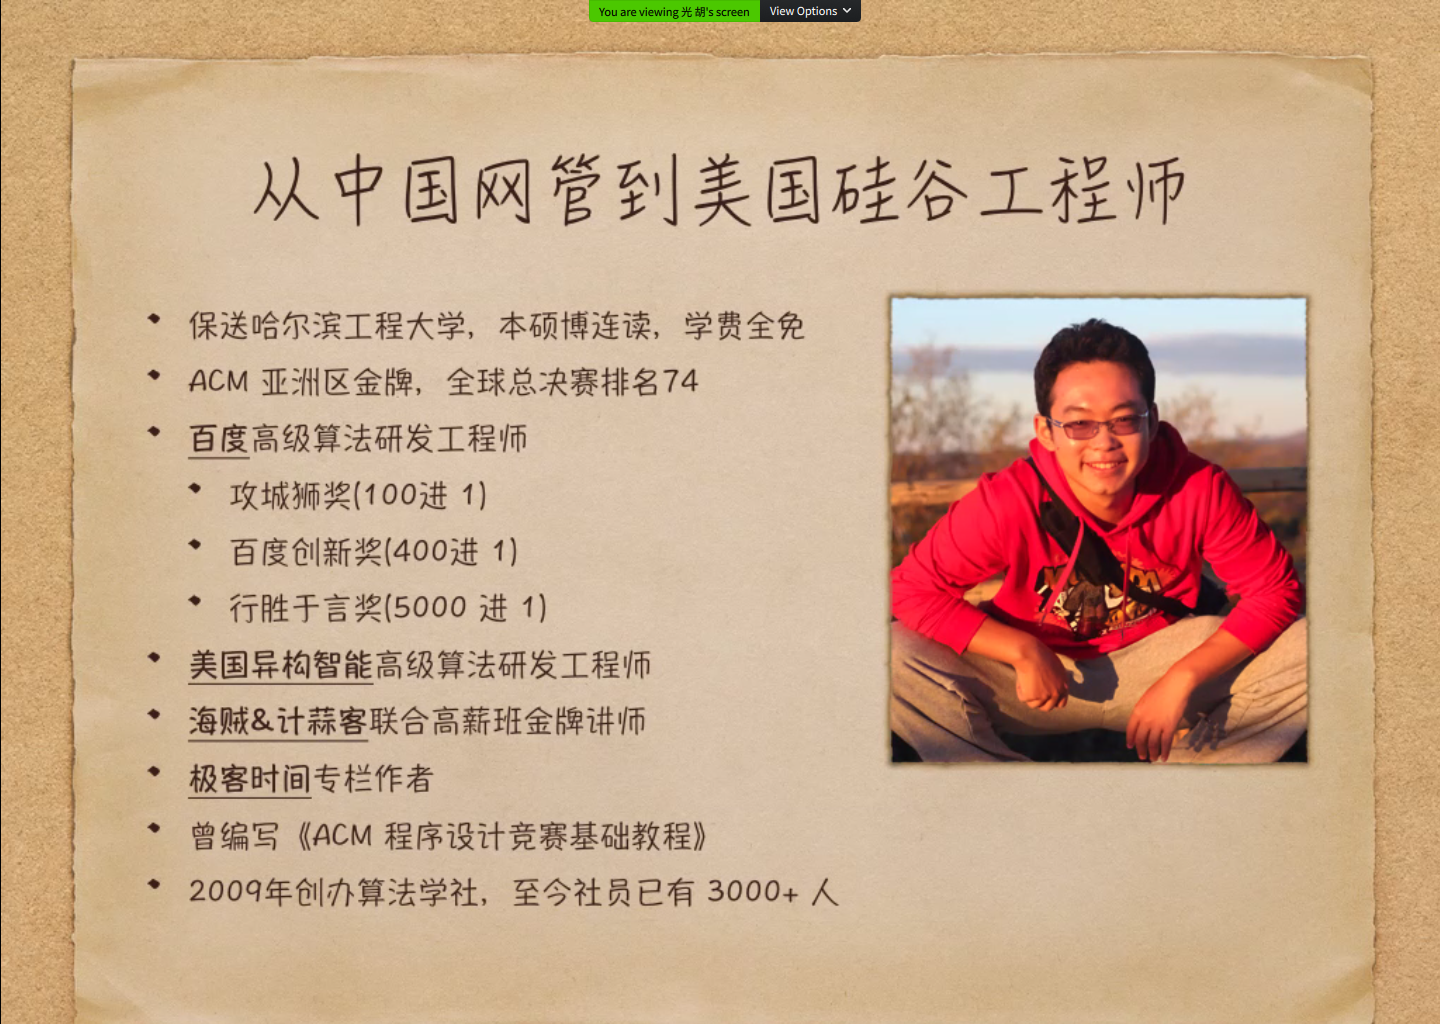 You are viewing 光 胡's screen View Options
从中国网管到美国硅谷工程师
保送哈尔滨工程大学，本硕博连读，学费全免
ACM 亚洲区金牌，全球总决赛排名74
百度高级算法研发工程师
攻城狮奖(100进 1)
百度创新奖(400进 1)
行胜于言奖(5000 进 1)
美国异构智能高级算法研发工程师
海贼&计蒜客联合高薪班金牌讲师
极客时间专栏作者
曾编写《ACM 程序设计竞赛基础教程》
2009年创办算法学社，至今社员已有 3000+ 人